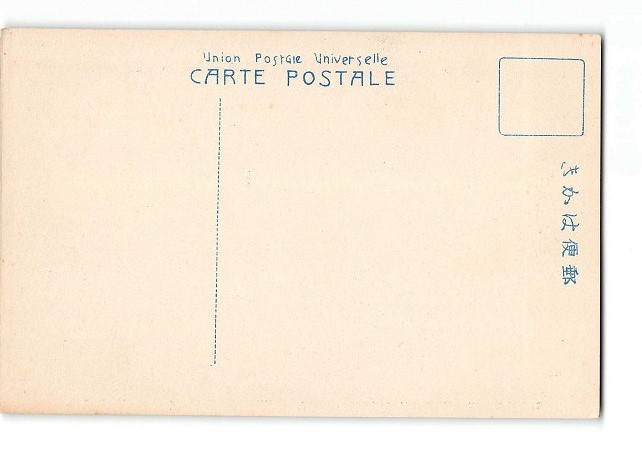 Union Postale Universelle
CARTE POSTALE
きかは便郵